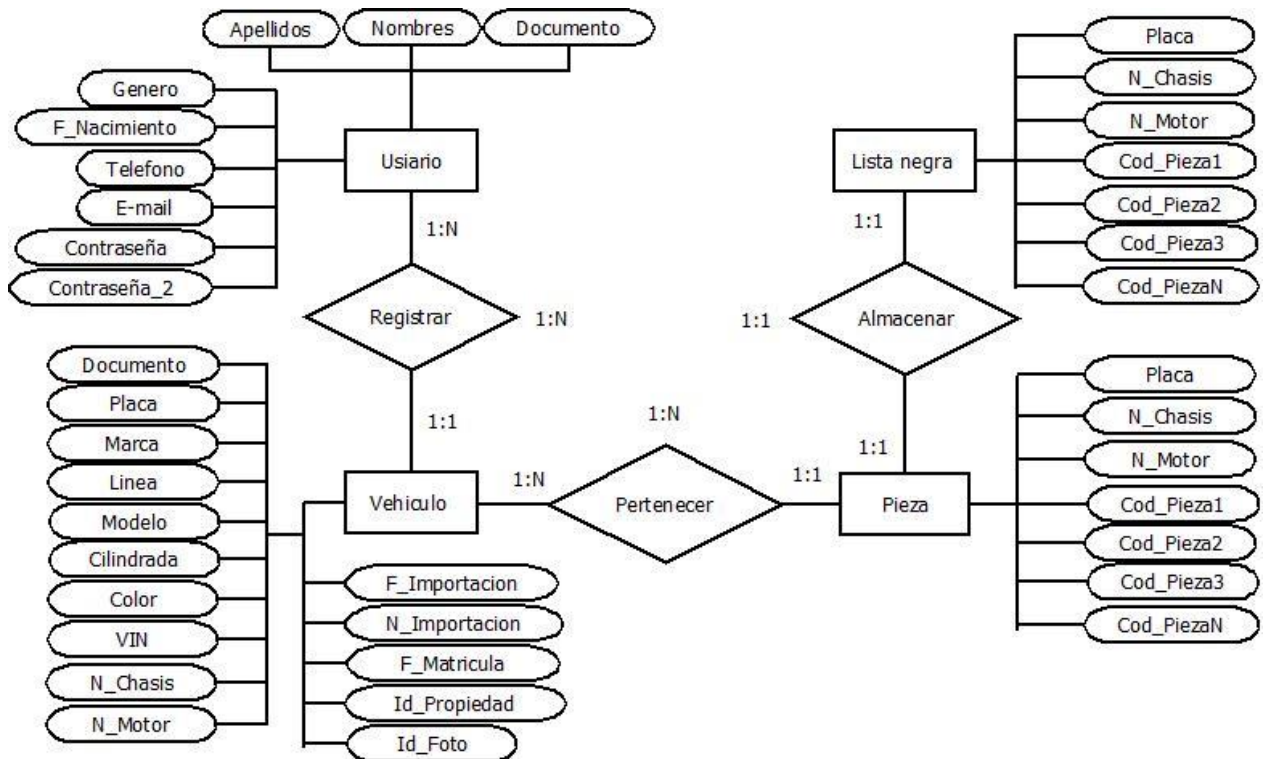 Apellidos
Nombres
Documento
Genero
F_Nacimiento
Telefono
E-mail
Contraseña
Contraseña_2
Usiario
1:N
Registrar
1:N
1:1
Documento
Placa
Marca
Linea
Modelo
Cilindrada
Color
VIN
N_Chasis
N_Motor
Vehiculo
F_Importacion
N_Importacion
F_Matricula
Id_Propiedad
Id_Foto
1:N
1:N
Pertenecer
1:1
Lista negra
1:1
1:1
Almacenar
1:1
Pieza
Placa
N_Chasis
N_Motor
Cod_Pieza1
Cod_Pieza2
Cod_Pieza3
Cod_PiezaN
Placa
N_Chasis
N_Motor
Cod_Pieza1
Cod_Pieza2
Cod_Pieza3
Cod_PiezaN